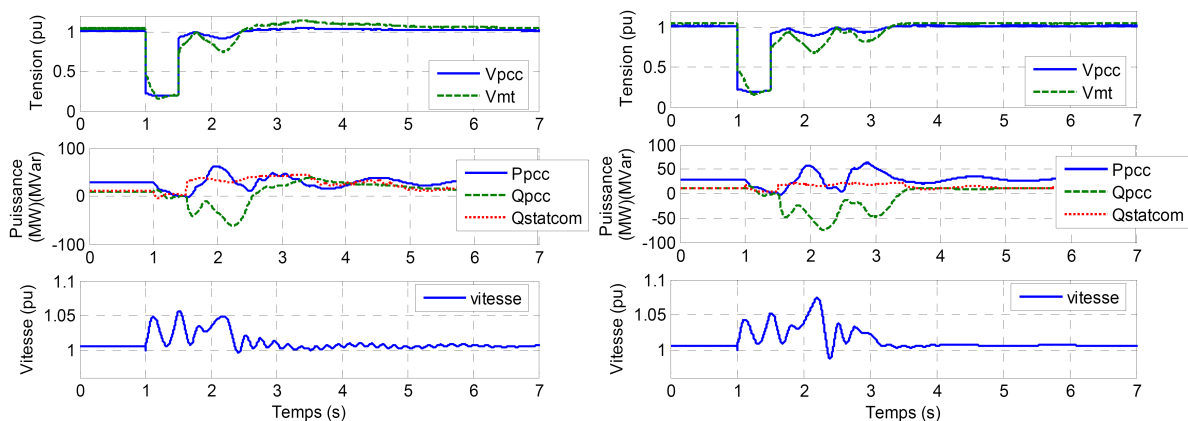 Tension (pu)
1
0.5
0
Vpcc
Vmt
0 1 2 3 4 5 6 7
Puissance
(MW)(MVar)
100
0
-100
Ppcc
Qpcc
Qstatcom
0 1 2 3 4 5 6 7
Vitesse (pu)
1.1
1.05
1
vitesse
0 1 2 3 4 5 6 7
Temps (s)
Tension (pu)
1
0.5
0
Vpcc
Vmt
0 1 2 3 4 5 6 7
Puissance
(MW)(MVar)
100
50
0
-50
-100
Ppcc
Qpcc
Qstatcom
0 1 2 3 4 5 6 7
Vitesse (pu)
1.1
1.05
1
vitesse
0 1 2 3 4 5 6 7
Temps (s)